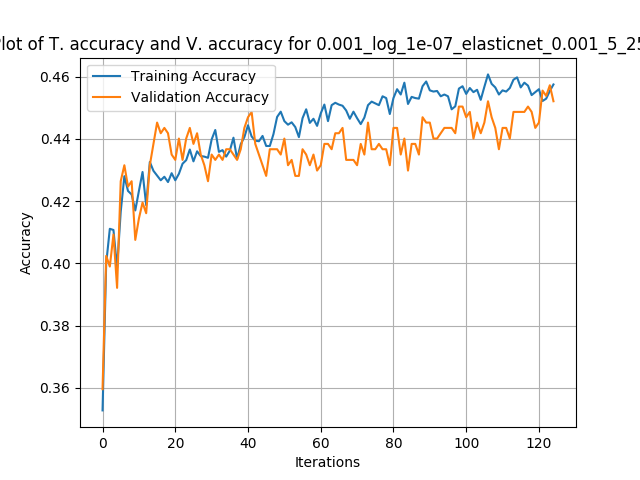 of T. accuracy and V. accuracy for 0.001_log_1e-07_elasticnet_0.001_5_25
Training Accuracy
Validation Accuracy
0.46
0.44
0.42
0.40
0.38
0.36
Accuracy
0 20 40 60 80 100 120
Iterations